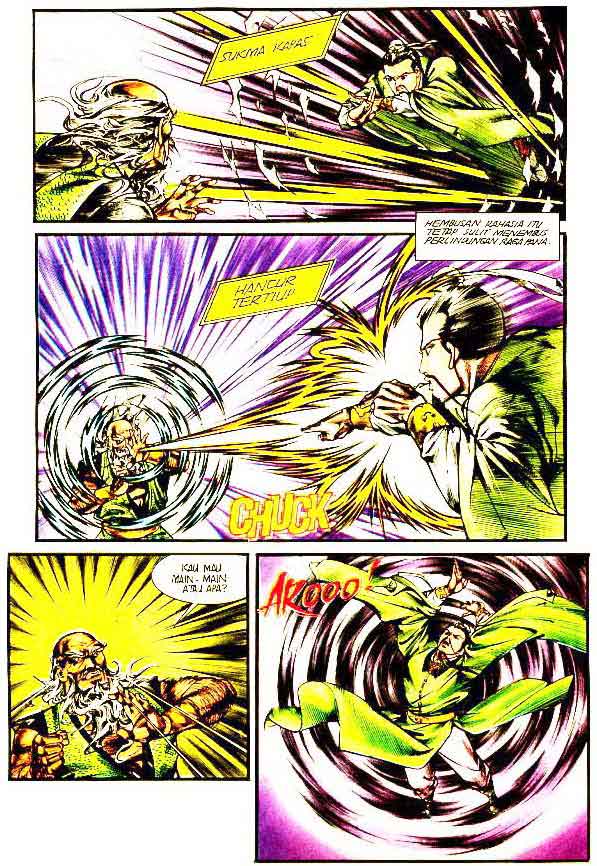 SUKMA KAPAS
HEMBUSAN RAHASIA ITU
TETAP SULIT MENEMBUS
PERLINDUNGAN RAGA MAYA.
HANCUR
TERTIUP
CHUCK
KAU MAU
MAIN-MAIN
ATAU APA?
AROOO!